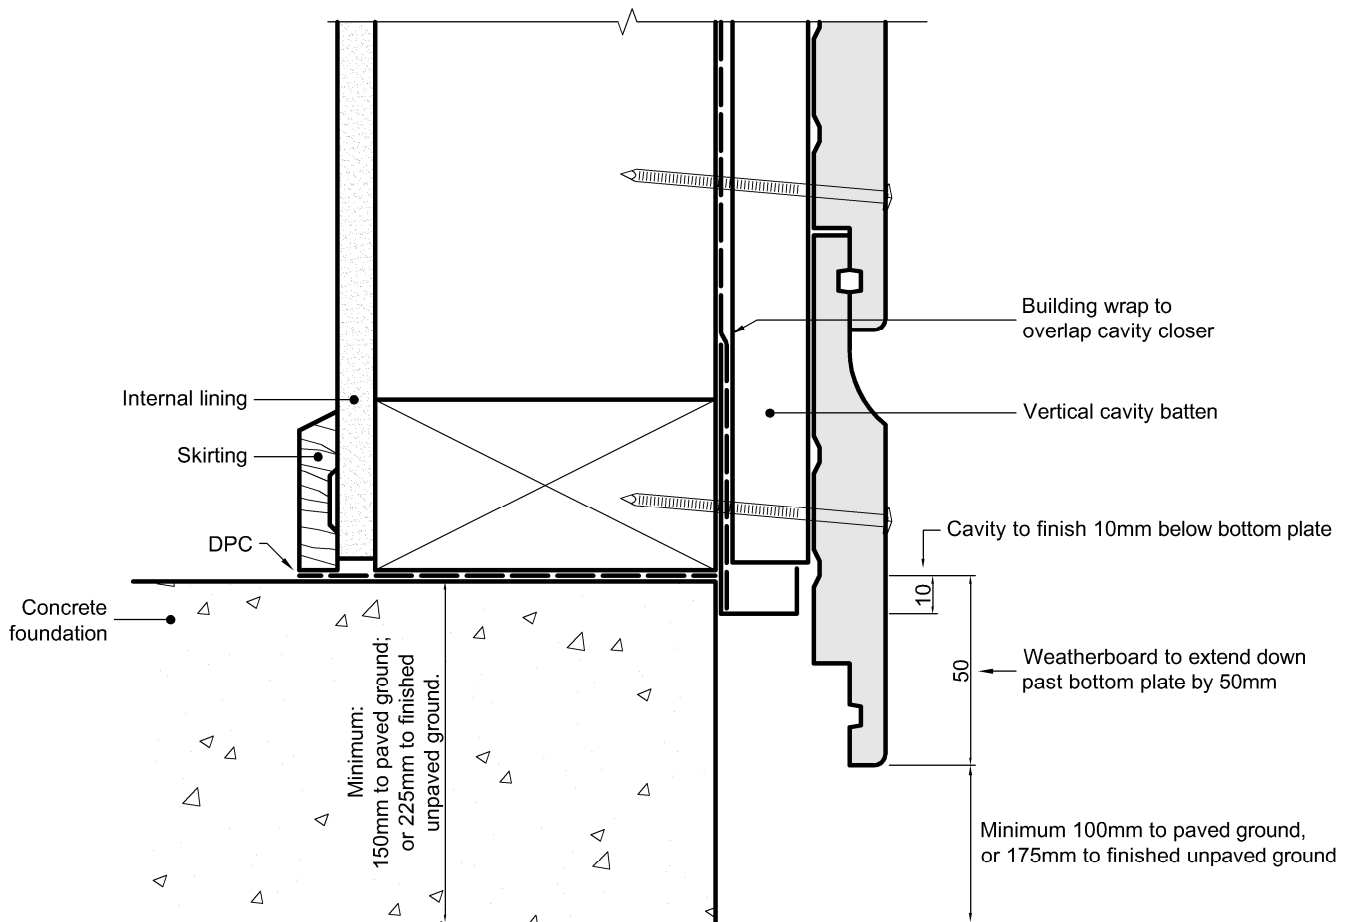 Building wrap to
overlap cavity closer
Internal lining
Vertical cavity batten
Skirting
Cavity to finish 10mm below bottom plate
DPC
10
Concrete
foundation
Minimum:
150mm to paved ground;
or 225mm to finished
unpaved ground.
50
Weatherboard to extend down
past bottom plate by 50mm
Minimum 100mm to paved ground,
or 175mm to finished unpaved ground